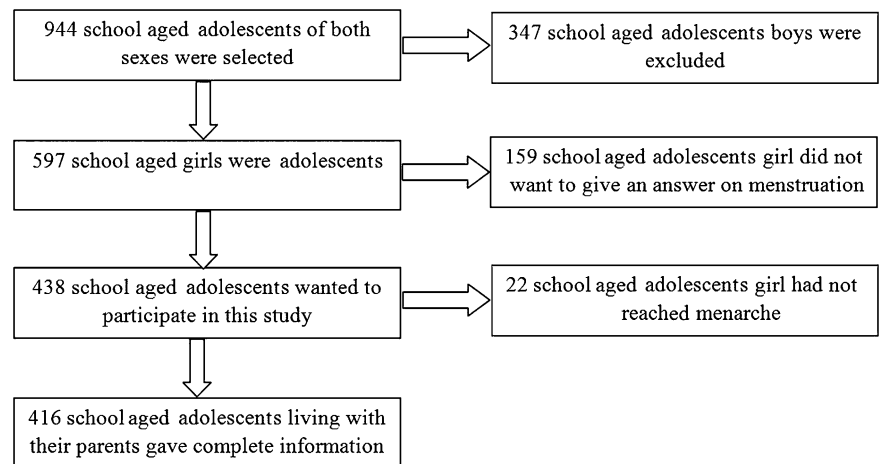 944 school aged adolescents of both
sexes were selected
347 school aged adolescents boys were
excluded
597 school aged girls were adolescents
159 school aged adolescents girl did not
want to give an answer on menstruation
438 school aged adolescents wanted to
participate in this study
22 school aged adolescents girl had not
reached menarche
416 school aged adolescents living with
their parents gave complete information